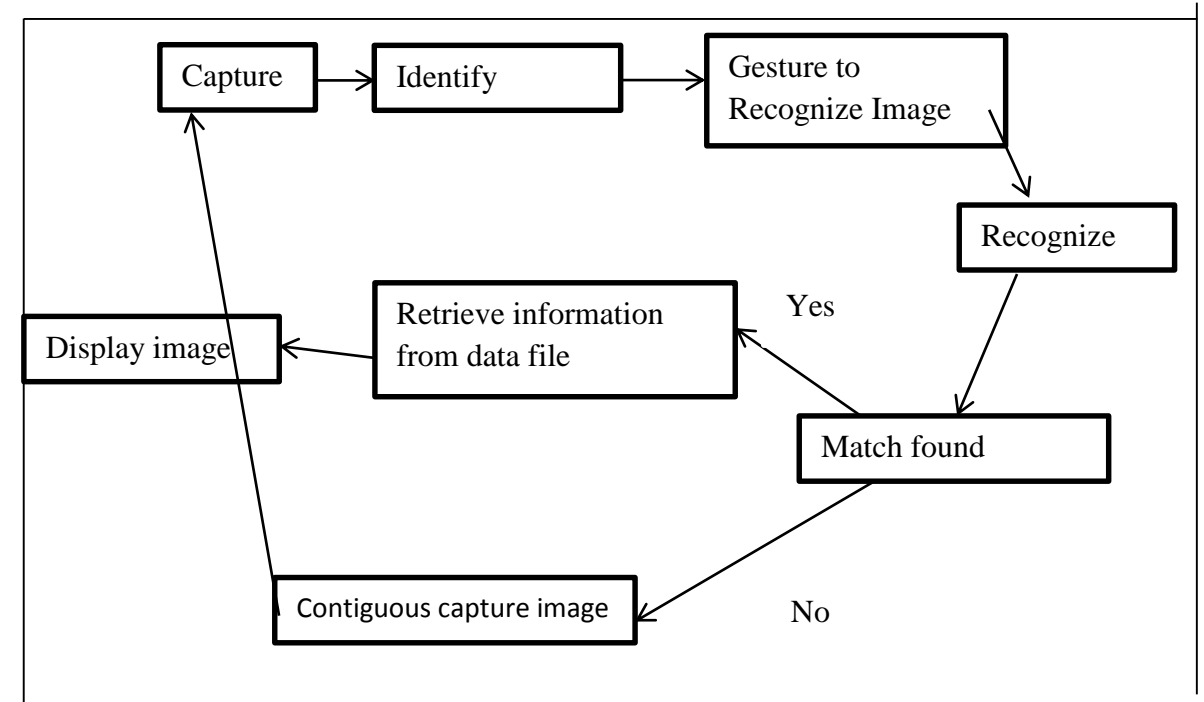 Capture
Identify
Gesture to
Recognize Image
Recognize
Yes
Retrieve information
from data file
Display image
Match found
Contiguous capture image
No